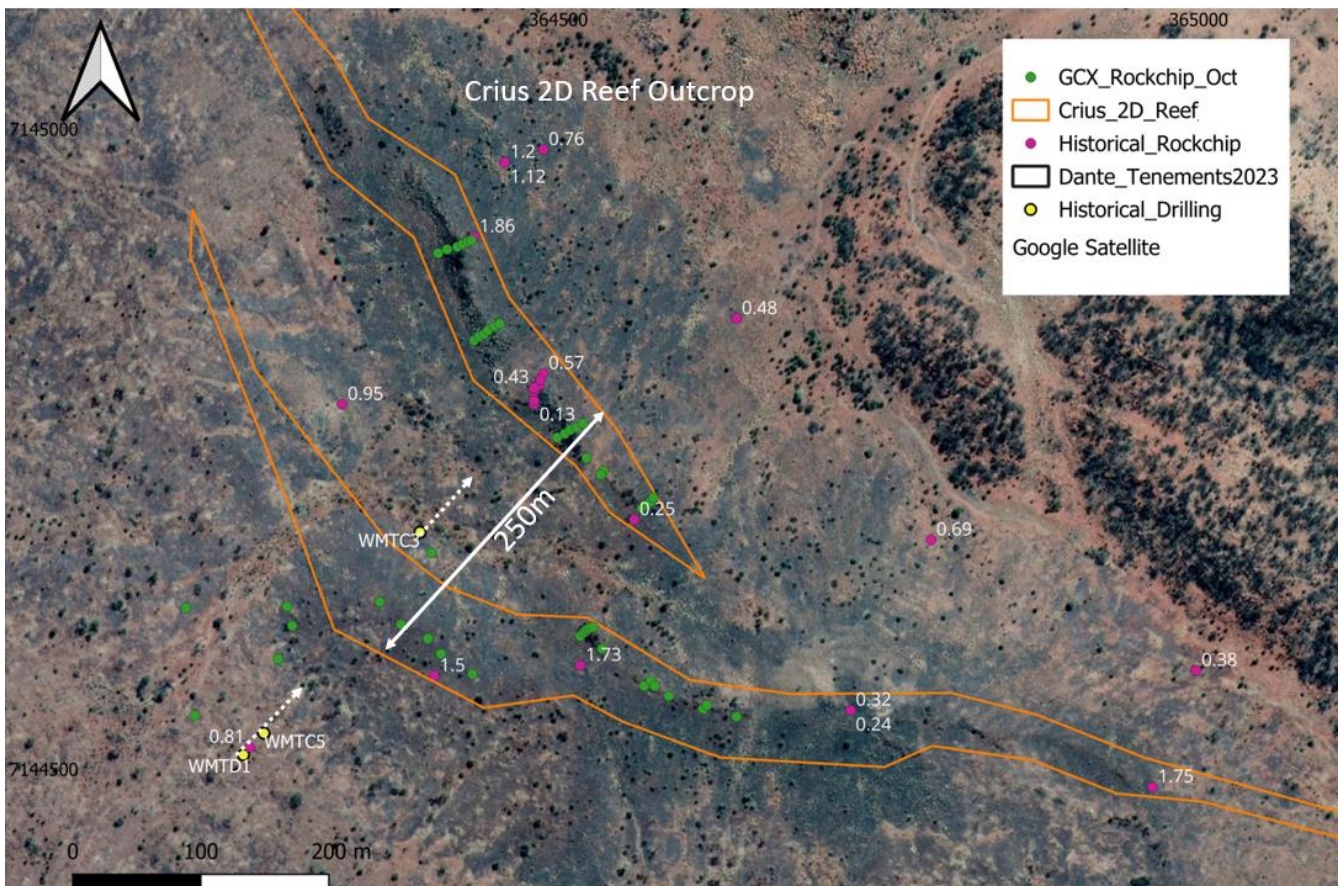 364500
365000
Crius 2D Reef Outcrop
GCX_Rockchip_Oct
Crius_2D_Reef
Historical_Rockchip
Dante_Tenements2023
Historical_Drilling
Google Satellite
7145000
0.76
1.2
1.12
1.86
0.48
0.57
0.43
0.95
0.13
250m
0.25
WMTC3
0.69
1.73
1.5
0.38
0.32
0.24
0.81
WMTC5
WMTD1
7144500
1.75
0 100 200 m